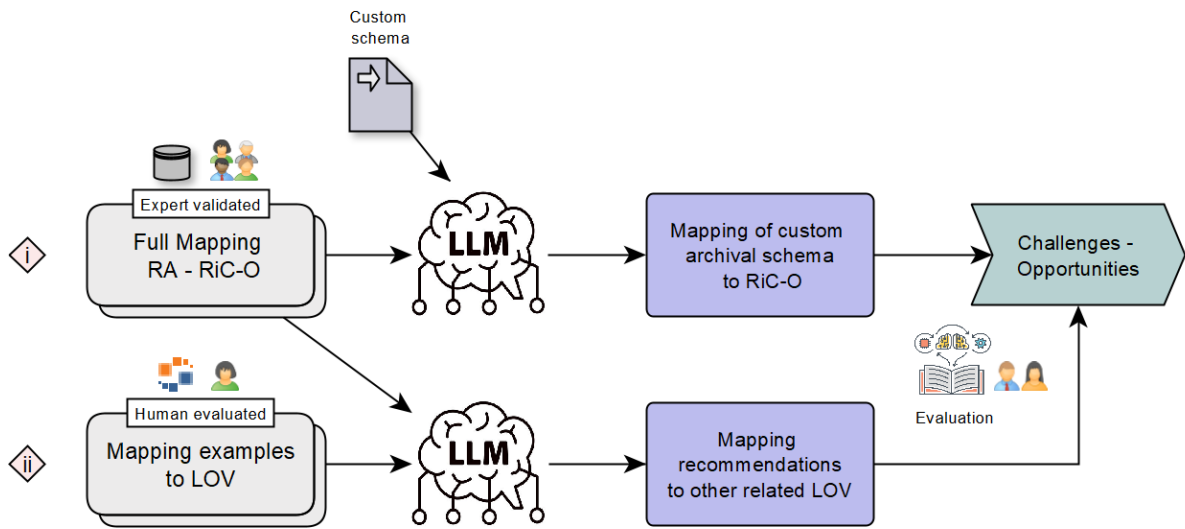 Custom
schema
Expert validated
i
Full Mapping
RA - RiC-O
LLM
Mapping of custom
archival schema
to RiC-O
Challenges -
Opportunities
Evaluation
Human evaluated
ii
Mapping examples
to LOV
LLM
Mapping
recommendations
to other related LOV